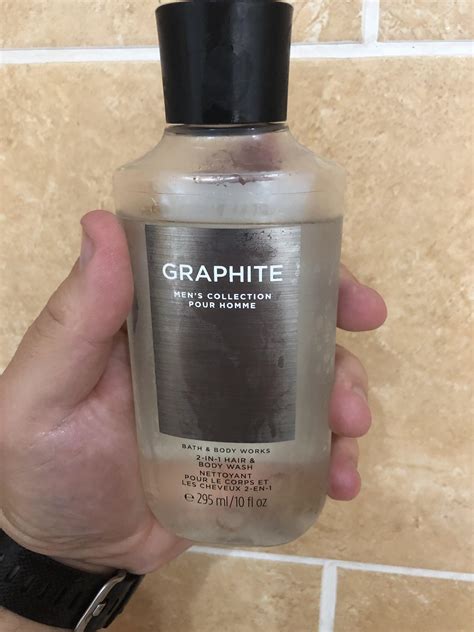 GRAPHITE
MEN'S COLLECTION
POUR HOMME
BATH & BODY WORKS
2-IN-1 HAIR &
BODY WASH
NETTOYANT
POUR LE CORPS ET
LES CHEVEUX 2-EN-1
℮ 295 ml/10 fl oz